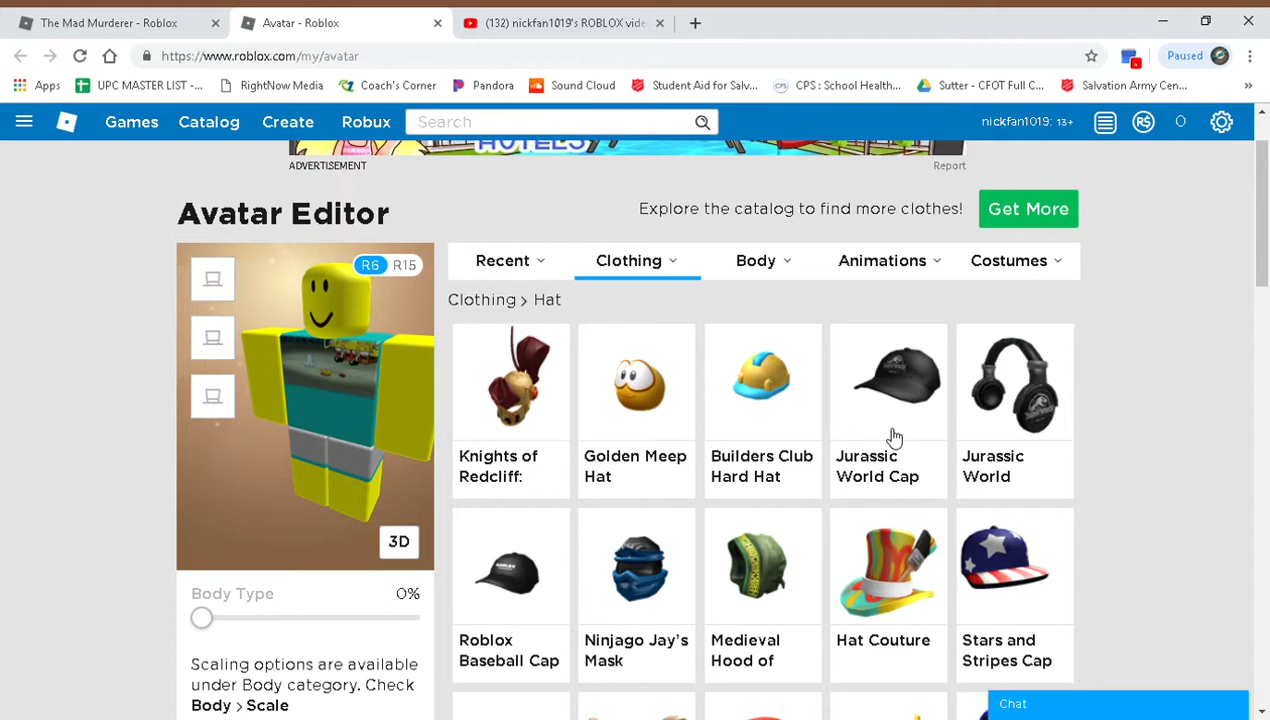 The Mad Murderer - Roblox
Avatar - Roblox
(132) nickfan1019's ROBLOX vide
https://www.roblox.com/my/avatar
Paused
Apps
UPC MASTER LIST -...
RightNow Media
Coach's Corner
Pandora
Sound Cloud
Student Aid for Salv...
CPS : School Health...
Sutter - CFOT Full C...
Salvation Army Cen...
Games
Catalog
Create
Robux
Search
nickfan1019: 13+
0
HOTELS
ADVERTISEMENT
Report
Avatar Editor
Explore the catalog to find more clothes!
Get More
R6
R15
Recent
Clothing
Body
Animations
Costumes
Clothing > Hat
Knights of
Redcliff:
Golden Meep
Hat
Builders Club
Hard Hat
Jurassic
World Cap
Jurassic
World
3D
Body Type
0%
ROBLOX
Roblox
Baseball Cap
Ninjago Jay's
Mask
Medieval
Hood of
Hat Couture
Stars and
Stripes Cap
Scaling options are available
under Body category. Check
Body > Scale
Chat